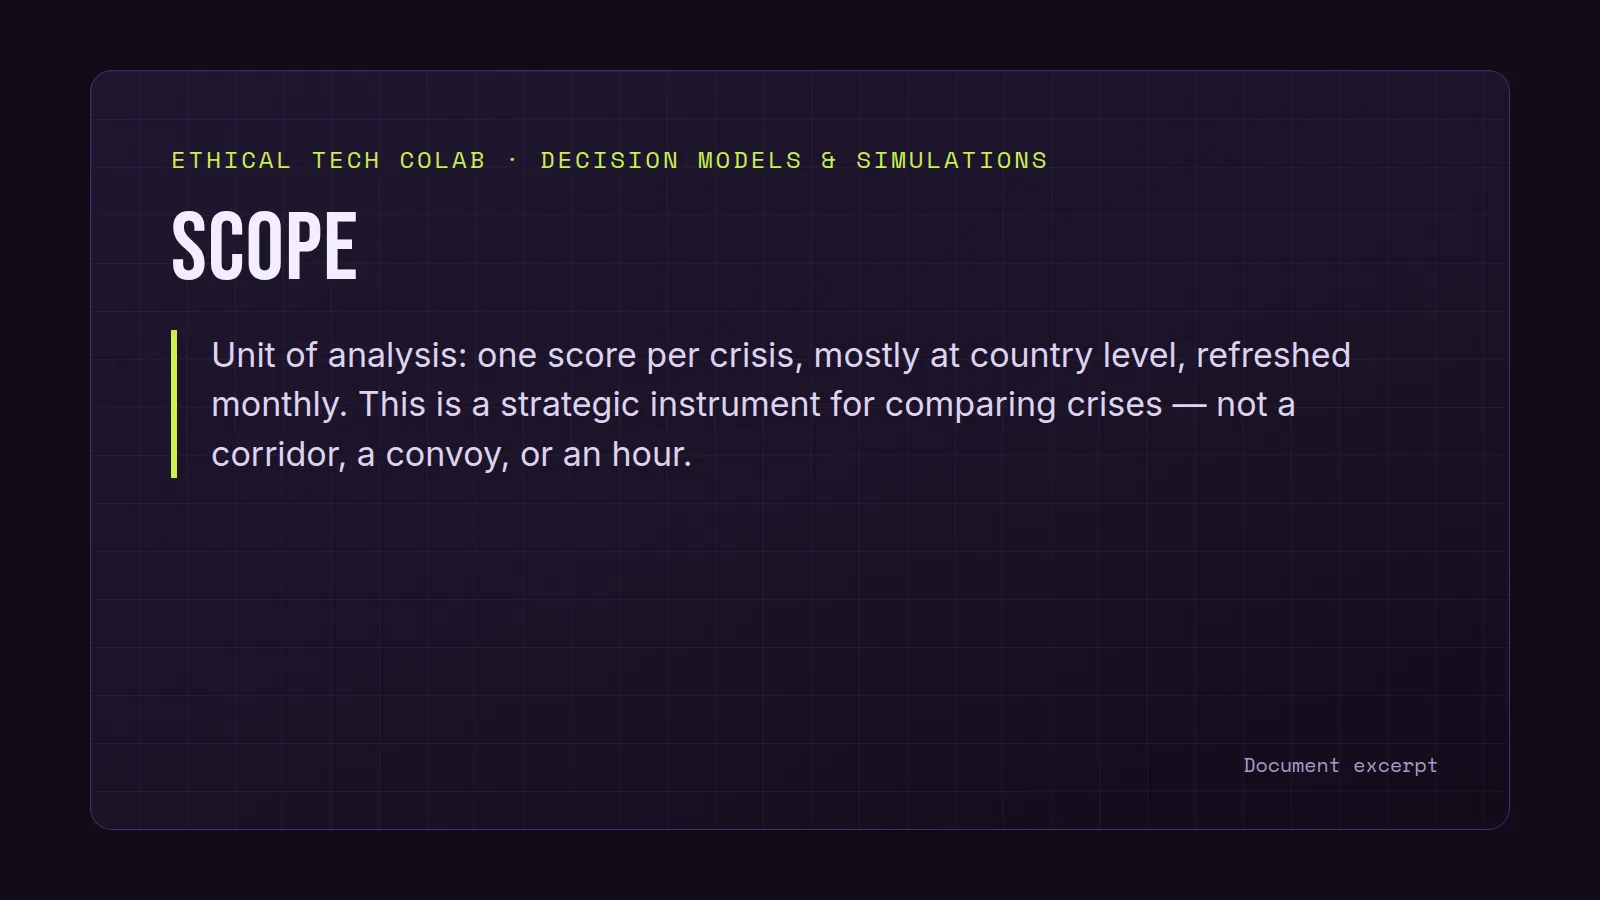 ETHICAL TECH COLAB · DECISION MODELS & SIMULATIONS
SCOPE
Unit of analysis: one score per crisis, mostly at country level, refreshed
monthly. This is a strategic instrument for comparing crises — not a
corridor, a convoy, or an hour.
Document excerpt